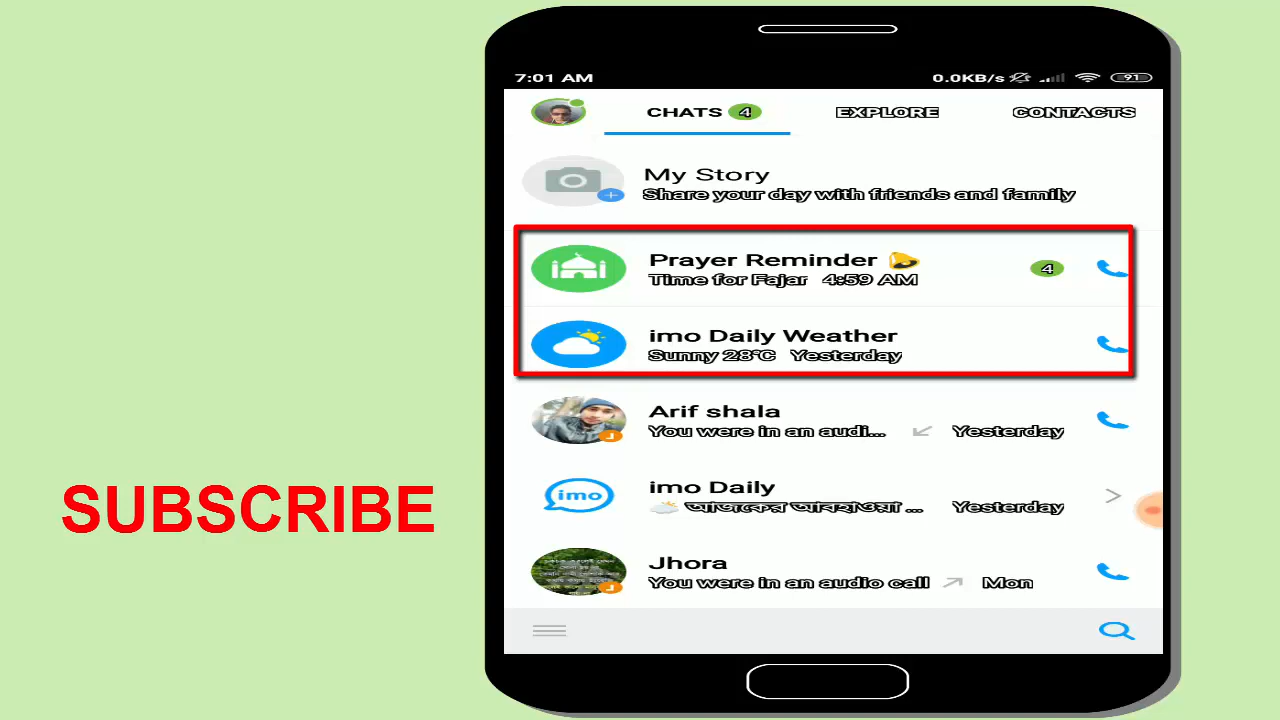 7:01 AM 0.0KB/s 91
CHATS 4 EXPLORE CONTACTS
My Story
Share your day with friends and family
Prayer Reminder
Time for Fajar 4:59 AM 4
imo Daily Weather
Sunny 28°C Yesterday
Arif shala
You were in an audi... Yesterday
imo
imo Daily
আজকের আবহাওয়া ... Yesterday
Jhora
You were in an audio call Mon
SUBSCRIBE